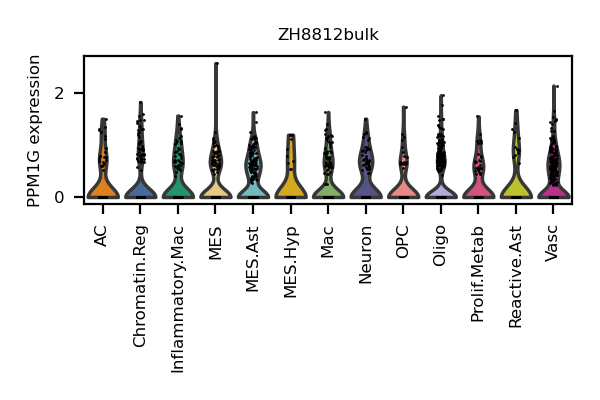 ZH8812bulk
PPM1G expression
2
0
AC
Chromatin.Reg
Inflammatory.Mac
MES
MES.Ast
MES.Hyp
Mac
Neuron
OPC
Oligo
Prolif.Metab
Reactive.Ast
Vasc